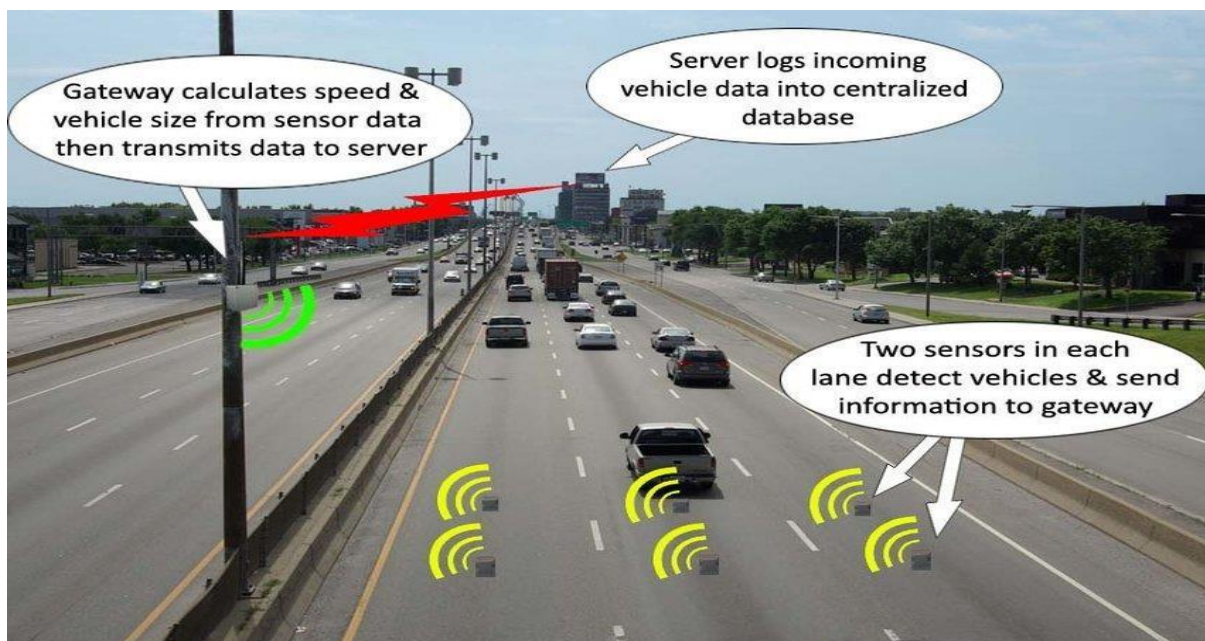 Gateway calculates speed &
vehicle size from sensor data
then transmits data to server
Server logs incoming
vehicle data into centralized
database
Two sensors in each
lane detect vehicles & send
information to gateway